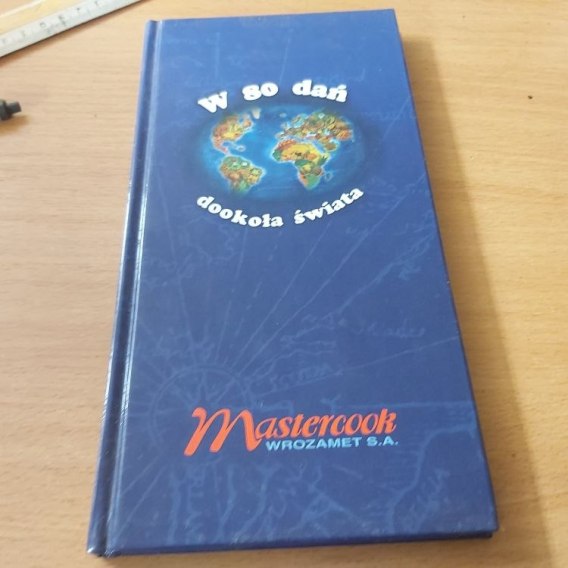 W 80 dań
dookoła świata
Mastercook
WROZAMET S.A.